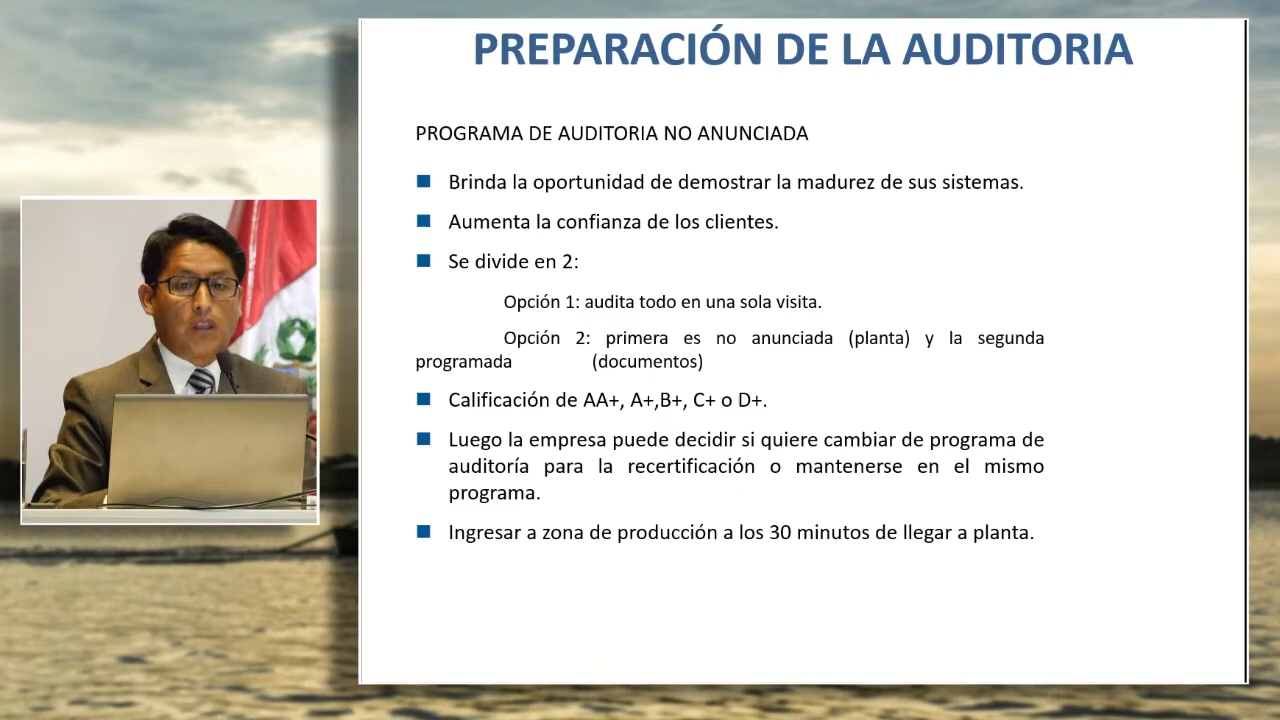 PREPARACIÓN DE LA AUDITORIA
PROGRAMA DE AUDITORIA NO ANUNCIADA
Brinda la oportunidad de demostrar la madurez de sus sistemas.
Aumenta la confianza de los clientes.
Se divide en 2:
Opción 1: audita todo en una sola visita.
Opción 2: primera es no anunciada (planta) y la segunda
programada (documentos)
Calificación de AA+, A+,B+, C+ o D+.
Luego la empresa puede decidir si quiere cambiar de programa de
auditoría para la recertificación o mantenerse en el mismo
programa.
Ingresar a zona de producción a los 30 minutos de llegar a planta.